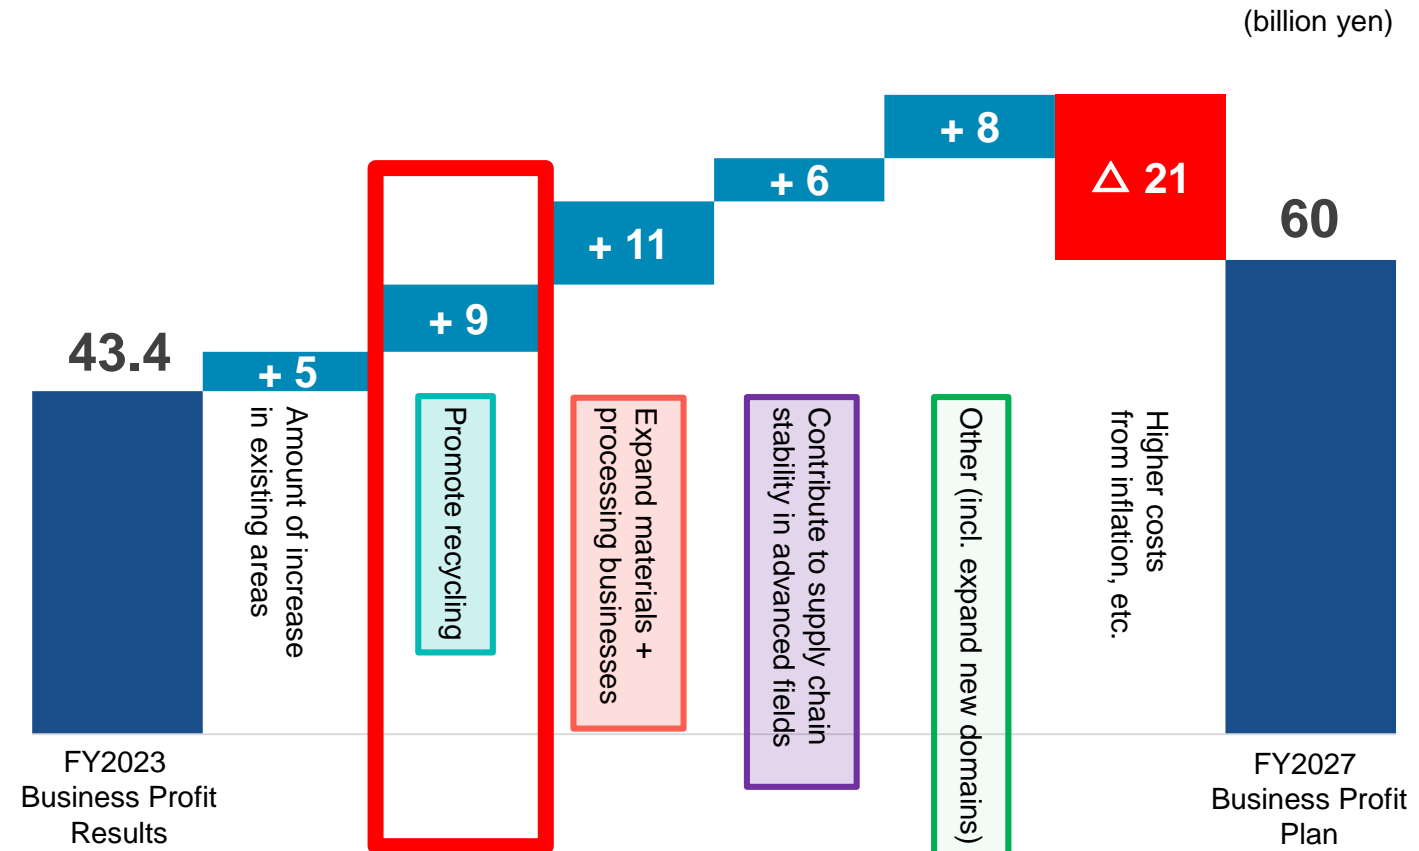 (billion yen)
43.4
+ 5
+ 9
+ 11
+ 6
+ 8
△ 21
60
Amount of increase
in existing areas
Promote recycling
Expand materials +
processing businesses
Contribute to supply chain
stability in advanced fields
Other (incl. expand new domains)
Higher costs
from inflation, etc.
FY2023
Business Profit
Results
FY2027
Business Profit
Plan